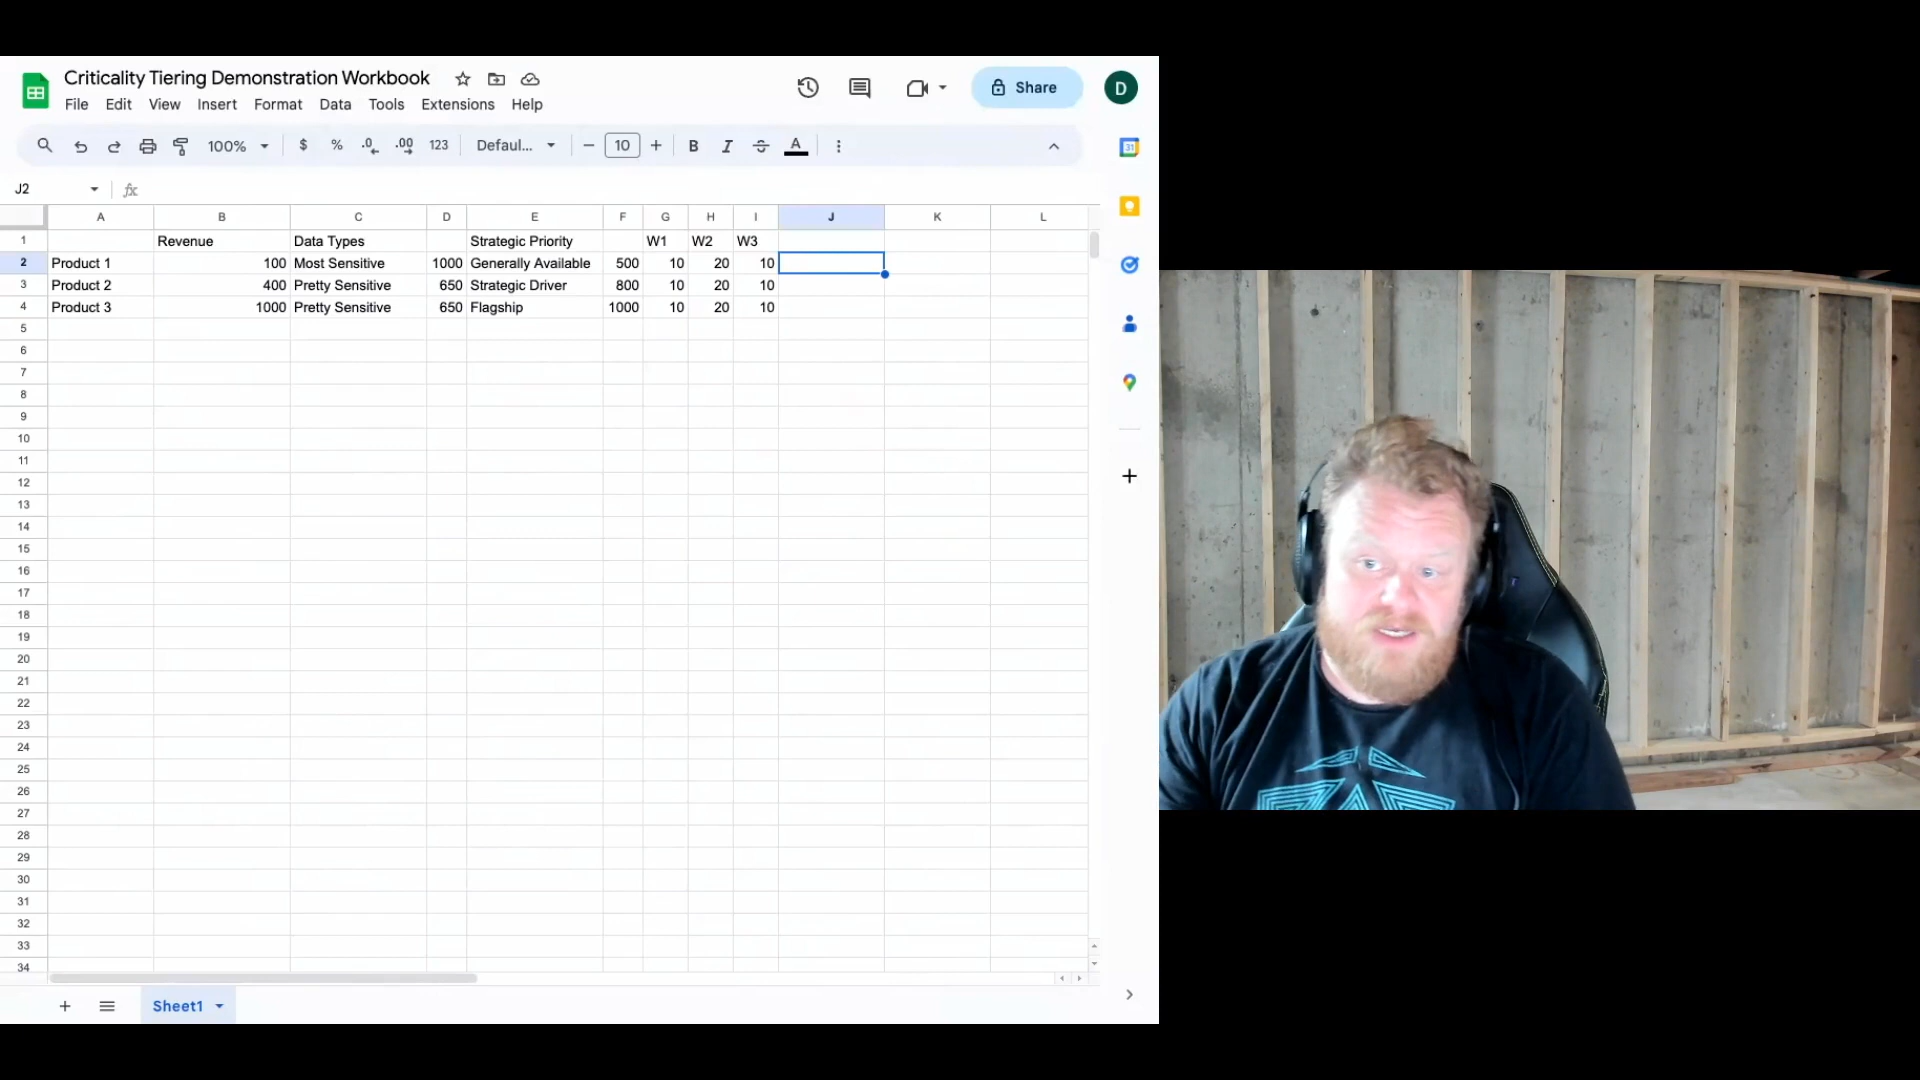 Criticality Tiering Demonstration Workbook
File Edit View Insert Format Data Tools Extensions Help
Share
D
100% $ % .0 .00 123 Defaul... 10 B I S A
31
J2 fx
A B C D E F G H I J K L
1 Revenue Data Types Strategic Priority W1 W2 W3
2 Product 1 100 Most Sensitive 1000 Generally Available 500 10 20 10
3 Product 2 400 Pretty Sensitive 650 Strategic Driver 800 10 20 10
4 Product 3 1000 Pretty Sensitive 650 Flagship 1000 10 20 10
5
6
7
8
9
10
11
12
13
14
15
16
17
18
19
20
21
22
23
24
25
26
27
28
29
30
31
32
33
34
Sheet1